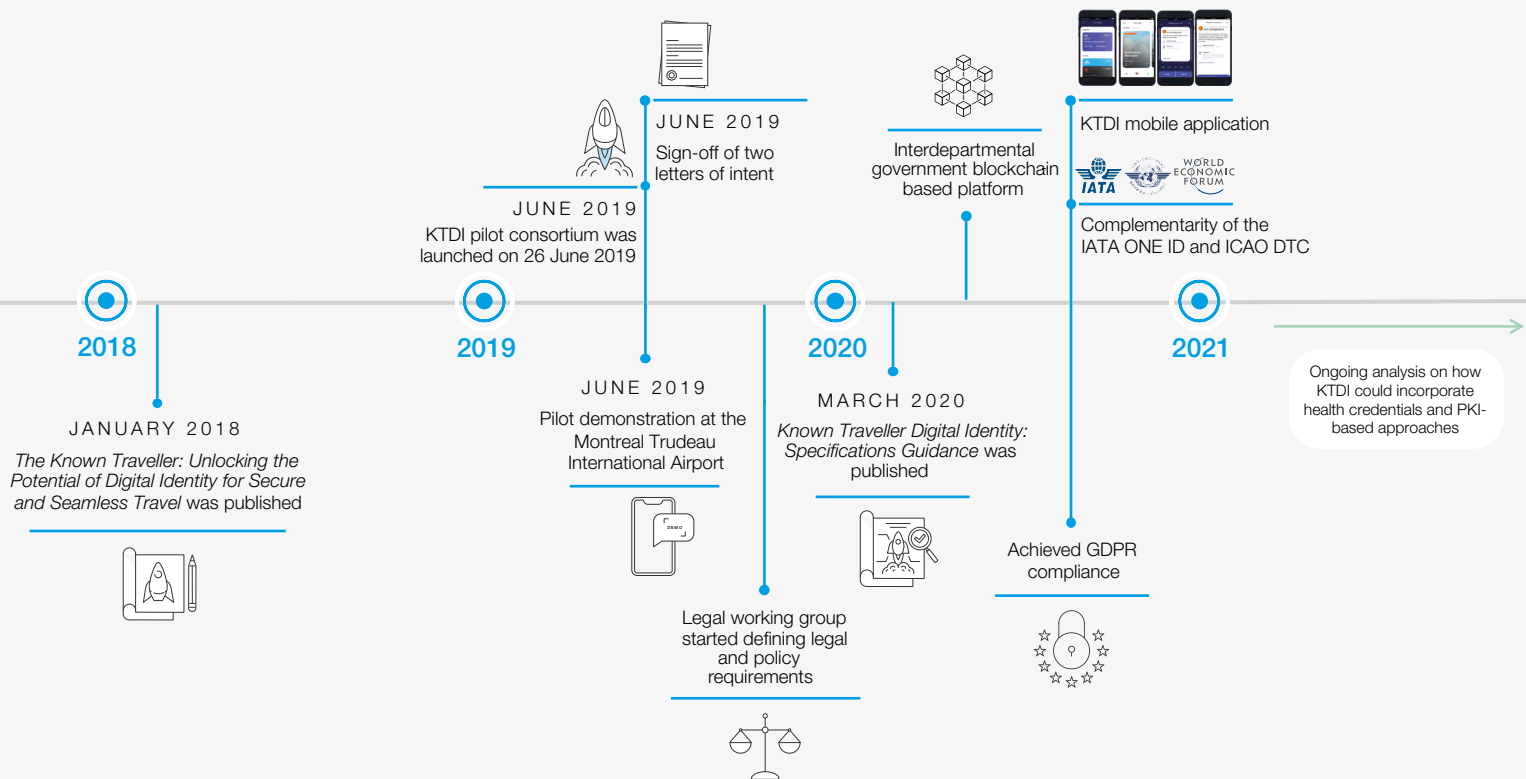 JUNE 2019
Sign-off of two
letters of intent
JUNE 2019
KTDI pilot consortium was
launched on 26 June 2019
Interdepartmental
government blockchain
based platform
KTDI mobile application
IATA
WORLD
ECONOMIC
FORUM
Complementarity of the
IATA ONE ID and ICAO DTC
2018
2019
2020
2021
JANUARY 2018
The Known Traveller: Unlocking the
Potential of Digital Identity for Secure
and Seamless Travel was published
JUNE 2019
Pilot demonstration at the
Montreal Trudeau
International Airport
DEMO
Legal working group
started defining legal
and policy
requirements
MARCH 2020
Known Traveller Digital Identity:
Specifications Guidance was
published
Achieved GDPR
compliance
Ongoing analysis on how
KTDI could incorporate
health credentials and PKI-
based approaches